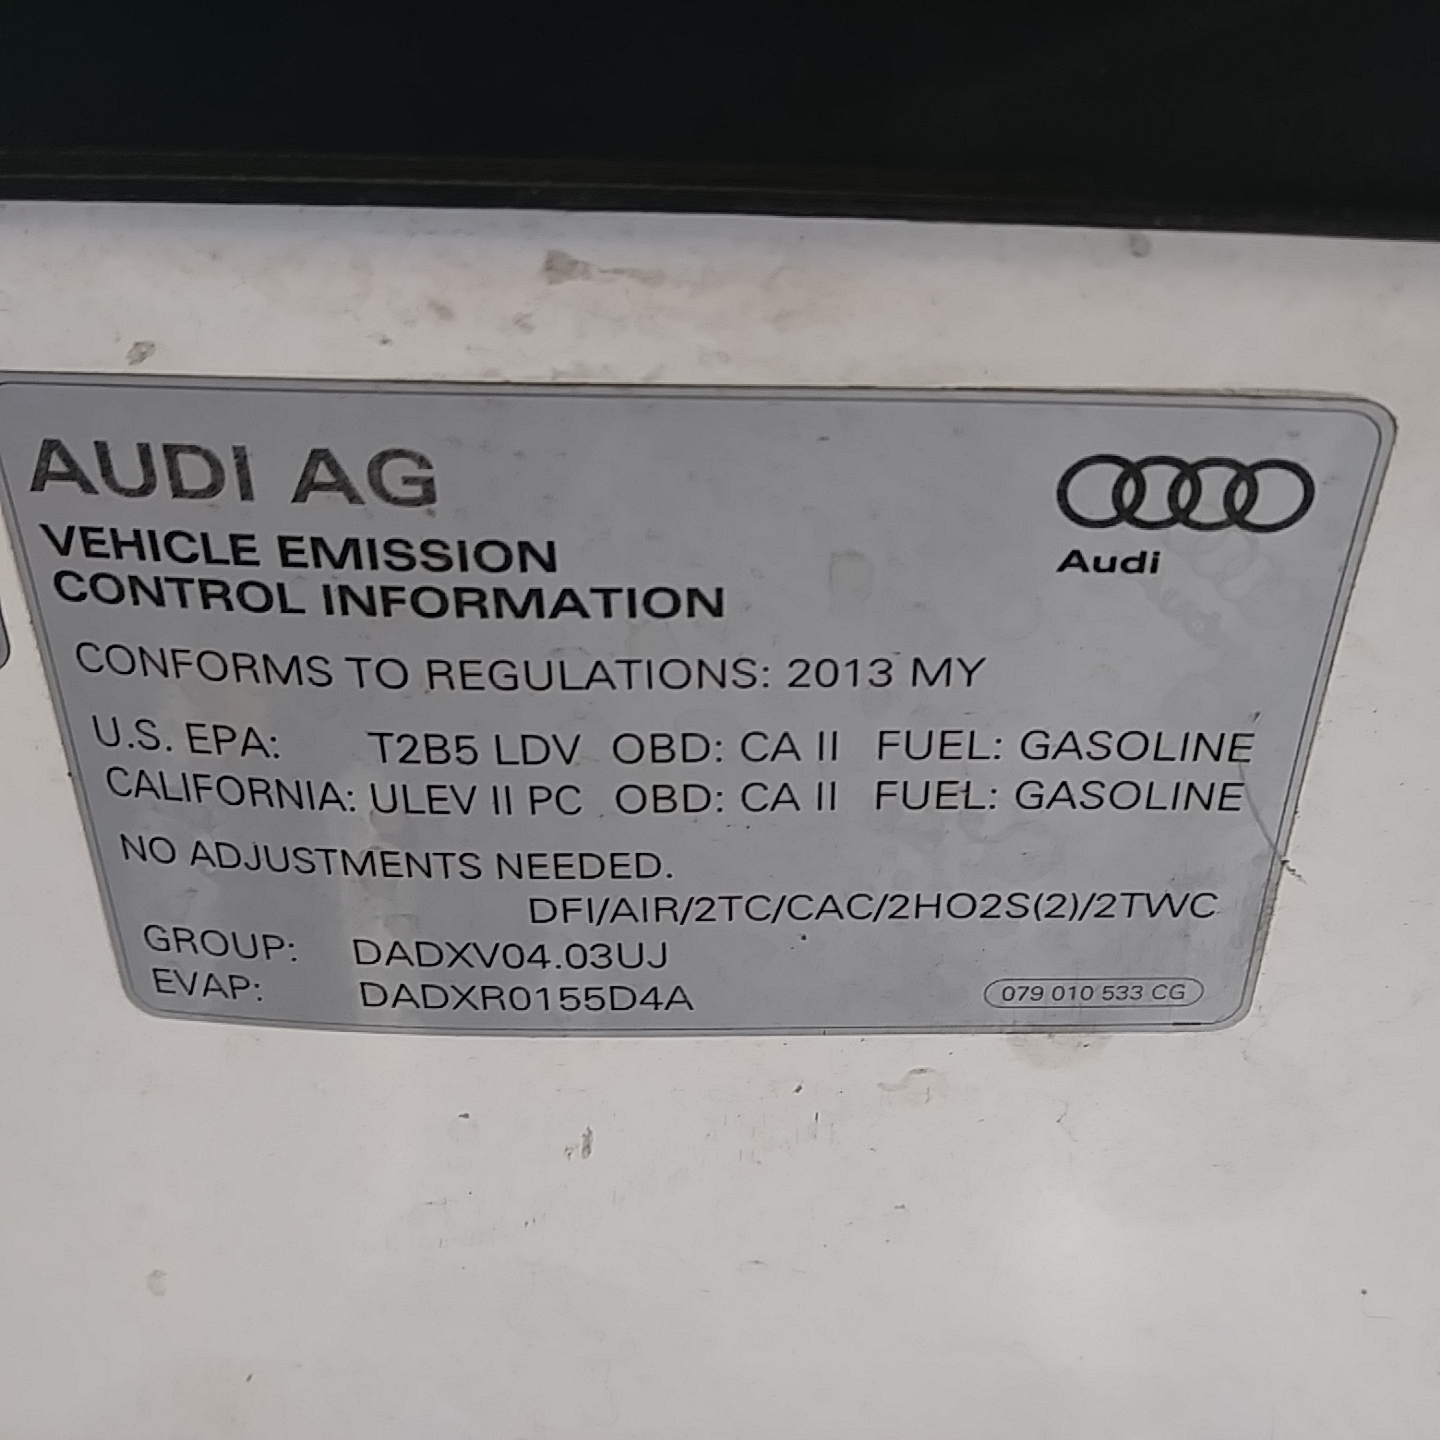 AUDI AG
Audi
VEHICLE EMISSION
CONTROL INFORMATION
CONFORMS TO REGULATIONS: 2013 MY
U.S. EPA: T2B5 LDV OBD: CA II FUEL: GASOLINE
CALIFORNIA: ULEV II PC OBD: CA II FUEL: GASOLINE
NO ADJUSTMENTS NEEDED.
DFI/AIR/2TC/CAC/2HO2S(2)/2TWC
GROUP: DADXV04.03UJ
EVAP: DADXR0155D4A
079 010 533 CG